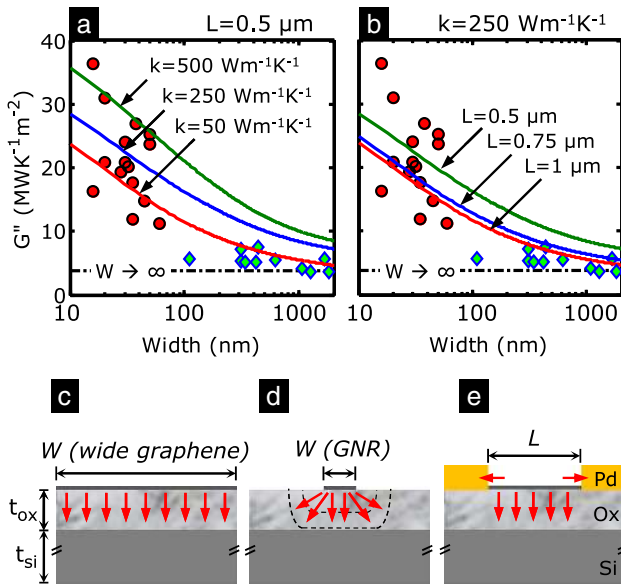 a
L=0.5 µm
b
k=250 Wm⁻¹K⁻¹
G" (MWK⁻¹m⁻²)
40
30
20
10
0
k=500 Wm⁻¹K⁻¹
k=250 Wm⁻¹K⁻¹
k=50 Wm⁻¹K⁻¹
W → ∞
10
100
1000
Width (nm)
L=0.5 µm
L=0.75 µm
L=1 µm
W → ∞
10
100
1000
Width (nm)
c
d
e
W (wide graphene)
W (GNR)
L
Pd
tox
Ox
tsi
Si